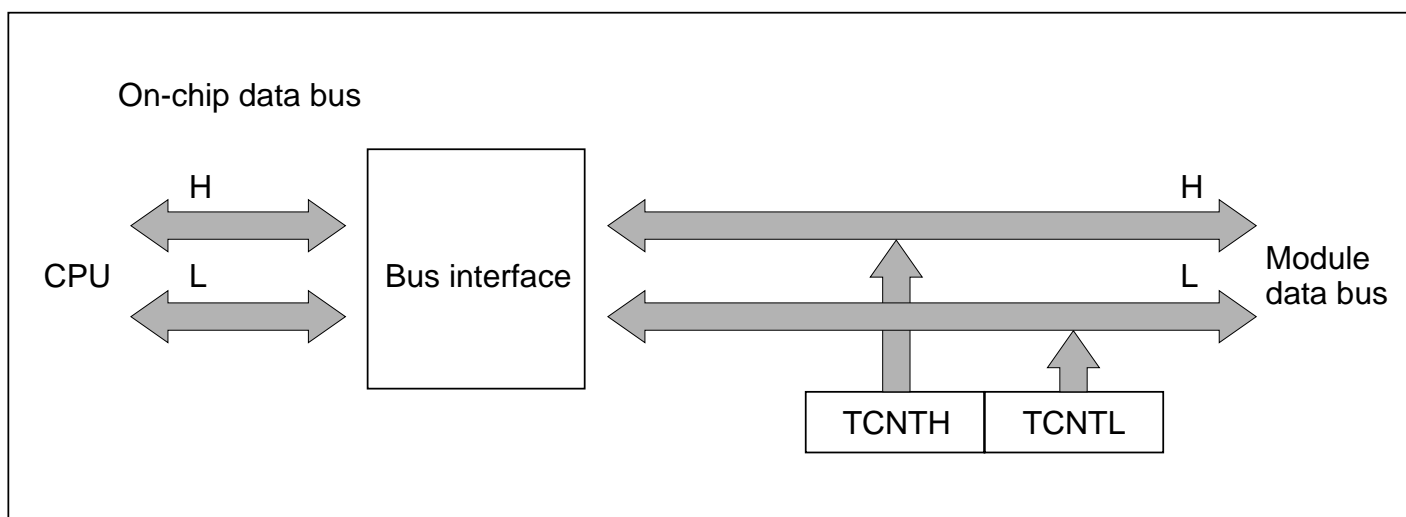 On-chip data bus
H
H
CPU
L
Bus interface
L
Module
data bus
TCNTH
TCNTL